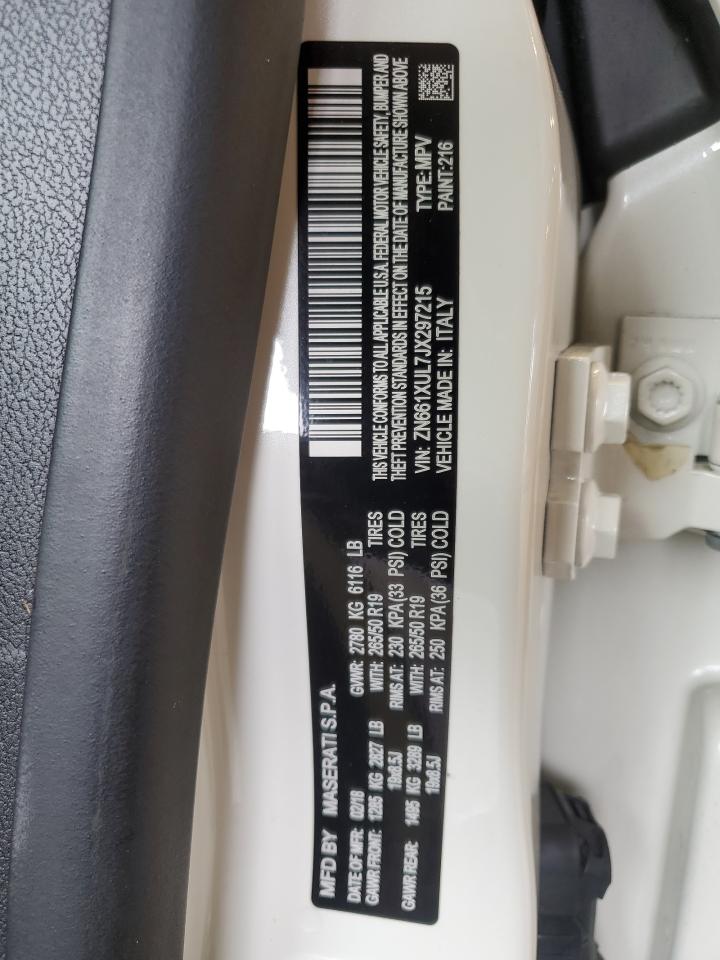 MFD BY MASERATI S.P.A.
DATE OF MFR: 02/18 GVWR: 2780 KG 6116 LB
GAWR FRONT: 1285 KG 2827 LB WITH: 265/50 R19 TIRES
19x8.5J RIMS AT: 230 KPA (33 PSI) COLD
GAWR REAR: 1495 KG 3289 LB WITH: 265/50 R19 TIRES
19x8.5J RIMS AT: 250 KPA (36 PSI) COLD
THIS VEHICLE CONFORMS TO ALL APPLICABLE U.S.A. FEDERAL MOTOR VEHICLE SAFETY, BUMPER AND
THEFT PREVENTION STANDARDS IN EFFECT ON THE DATE OF MANUFACTURE SHOWN ABOVE
VIN: ZN661XUL7JX297215 TYPE: MPV
VEHICLE MADE IN: ITALY PAINT: 216